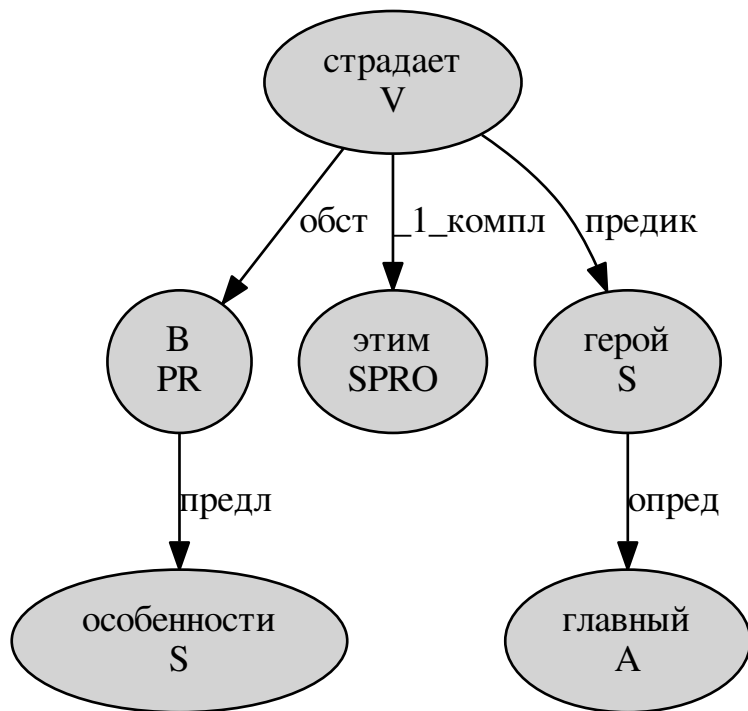 страдает
V
обст
_1_компл
предик
В
PR
этим
SPRO
герой
S
предл
опред
особенности
S
главный
A